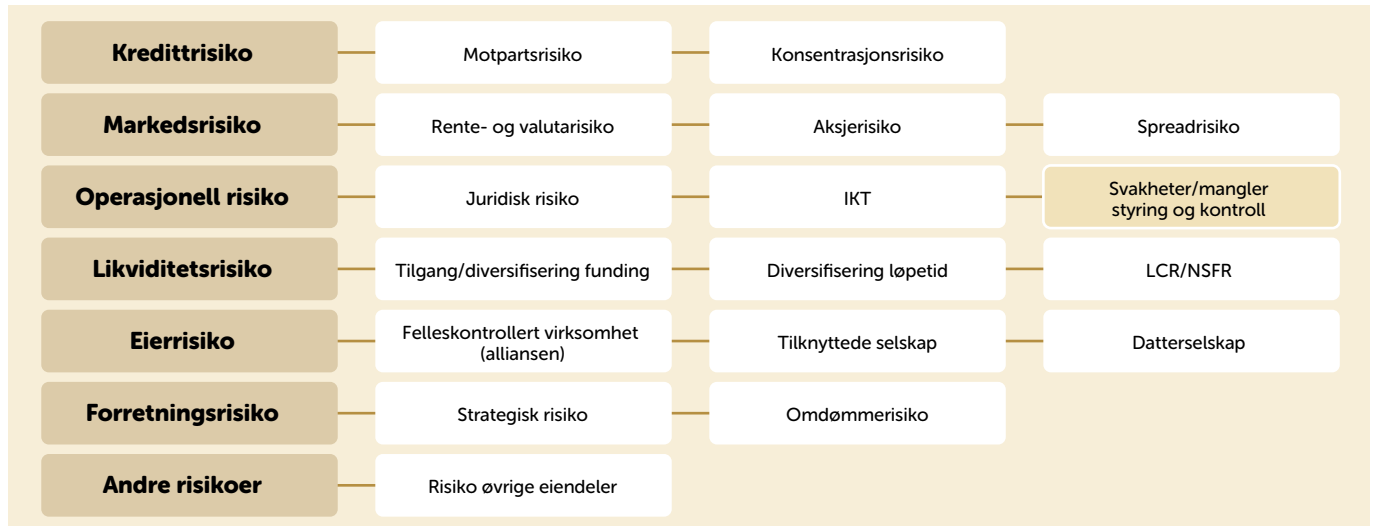 Kredittrisiko
Motpartsrisiko
Konsentrasjonsrisiko
Markedsrisiko
Rente- og valutarisiko
Aksjerisiko
Spreadrisiko
Operasjonell risiko
Juridisk risiko
IKT
Svakheter/mangler
styring og kontroll
Likviditetsrisiko
Tilgang/diversifisering funding
Diversifisering løpetid
LCR/NSFR
Eierrisiko
Felleskontrollert virksomhet
(alliansen)
Tilknyttede selskap
Datterselskap
Forretningsrisiko
Strategisk risiko
Omdømmerisiko
Andre risikoer
Risiko øvrige eiendeler